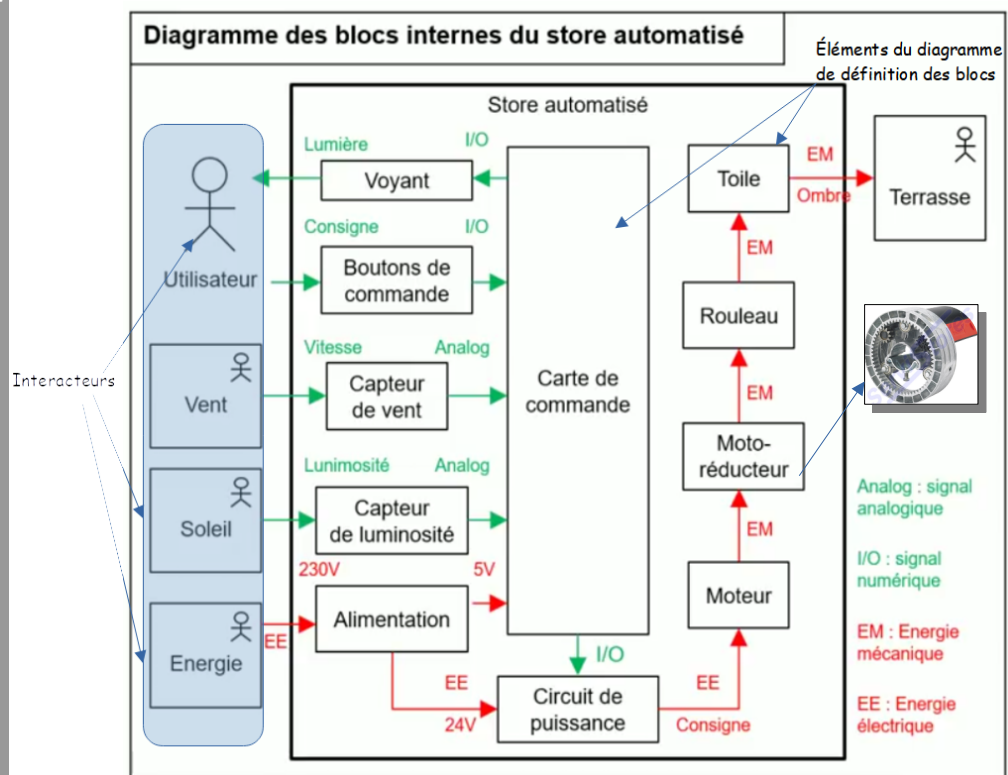 Diagramme des blocs internes du store automatisé
Éléments du diagramme
de définition des blocs
Store automatisé
Lumière
I/O
Voyant
Toile
EM
Ombre
Terrasse
Consigne
I/O
Utilisateur
Boutons de
commande
EM
Rouleau
Vitesse
Analog
Interacteurs
Vent
Capteur
de vent
Carte de
commande
EM
Moto-
réducteur
Lunimosité
Analog
Soleil
Capteur
de luminosité
EM
230V
5V
Moteur
Energie
EE
Alimentation
I/O
EE
24V
Circuit de
puissance
EE
Consigne
Analog : signal
analogique
I/O : signal
numérique
EM : Energie
mécanique
EE : Energie
électrique